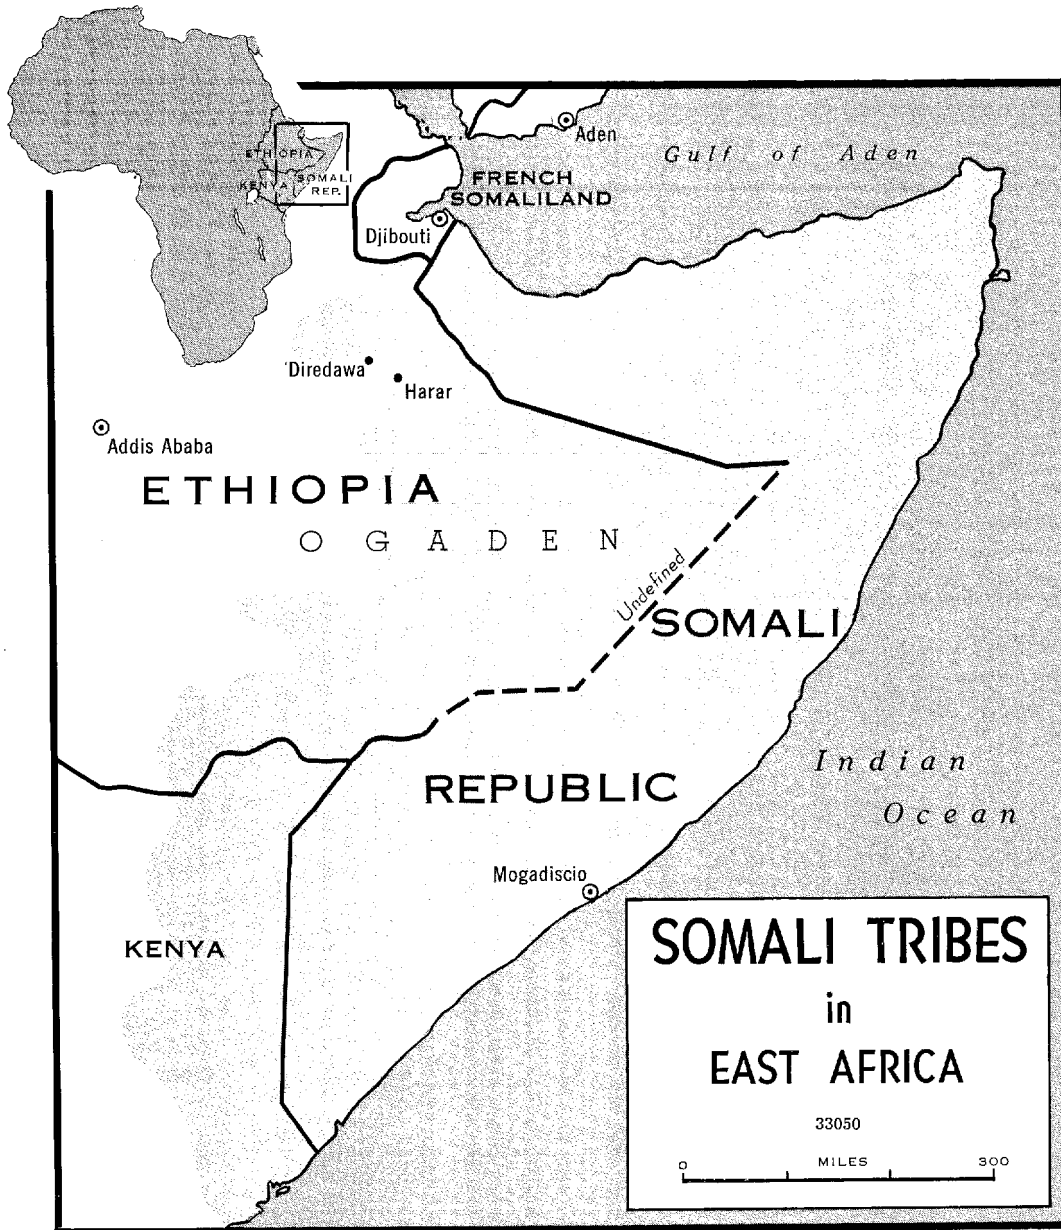 ETHIOPIA
KENYA
SOMALI
REP.
Aden
Gulf of Aden
FRENCH
SOMALILAND
Djibouti
Diredawa
Harar
Addis Ababa
ETHIOPIA
OGADEN
Undefined
SOMALI
REPUBLIC
Indian
Ocean
Mogadiscio
KENYA
SOMALI TRIBES
in
EAST AFRICA
33050
0 MILES 300